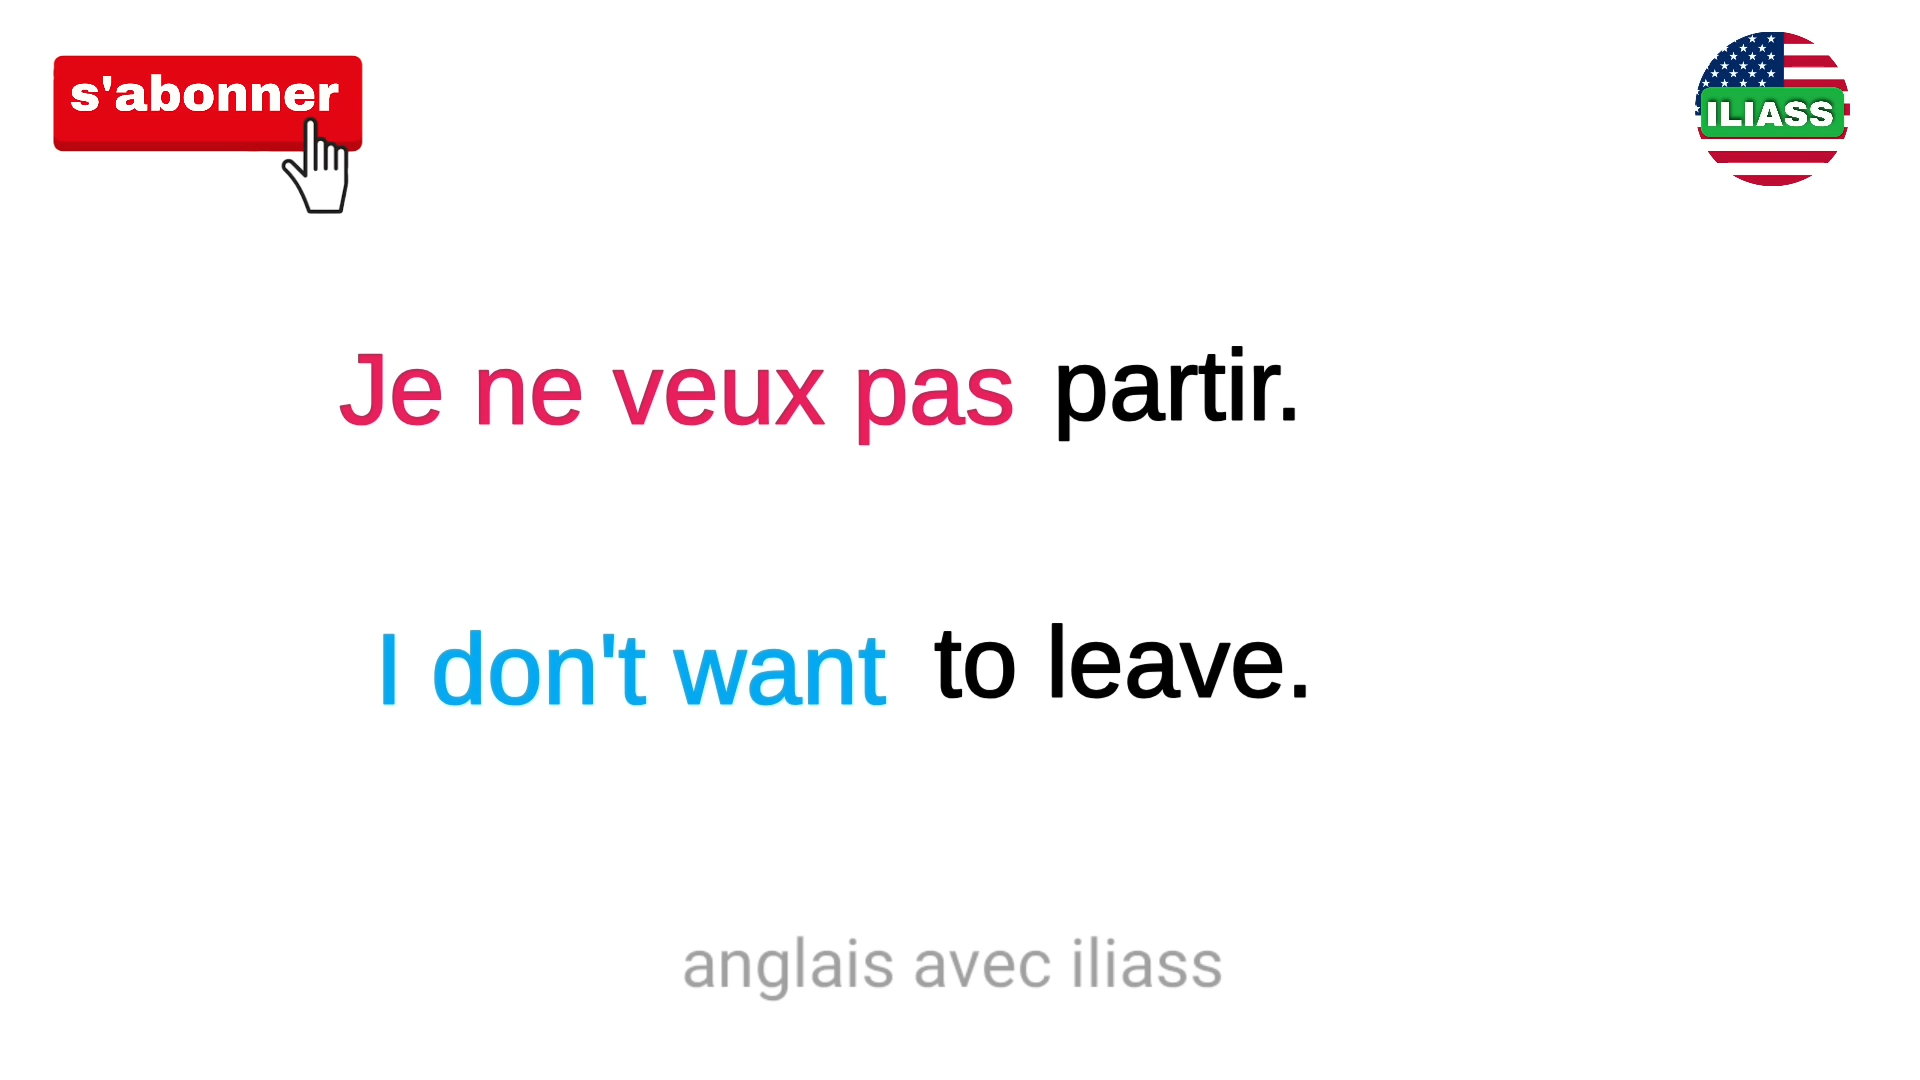 s'abonner
ILIASS
Je ne veux pas partir.
I don't want to leave.
anglais avec iliass